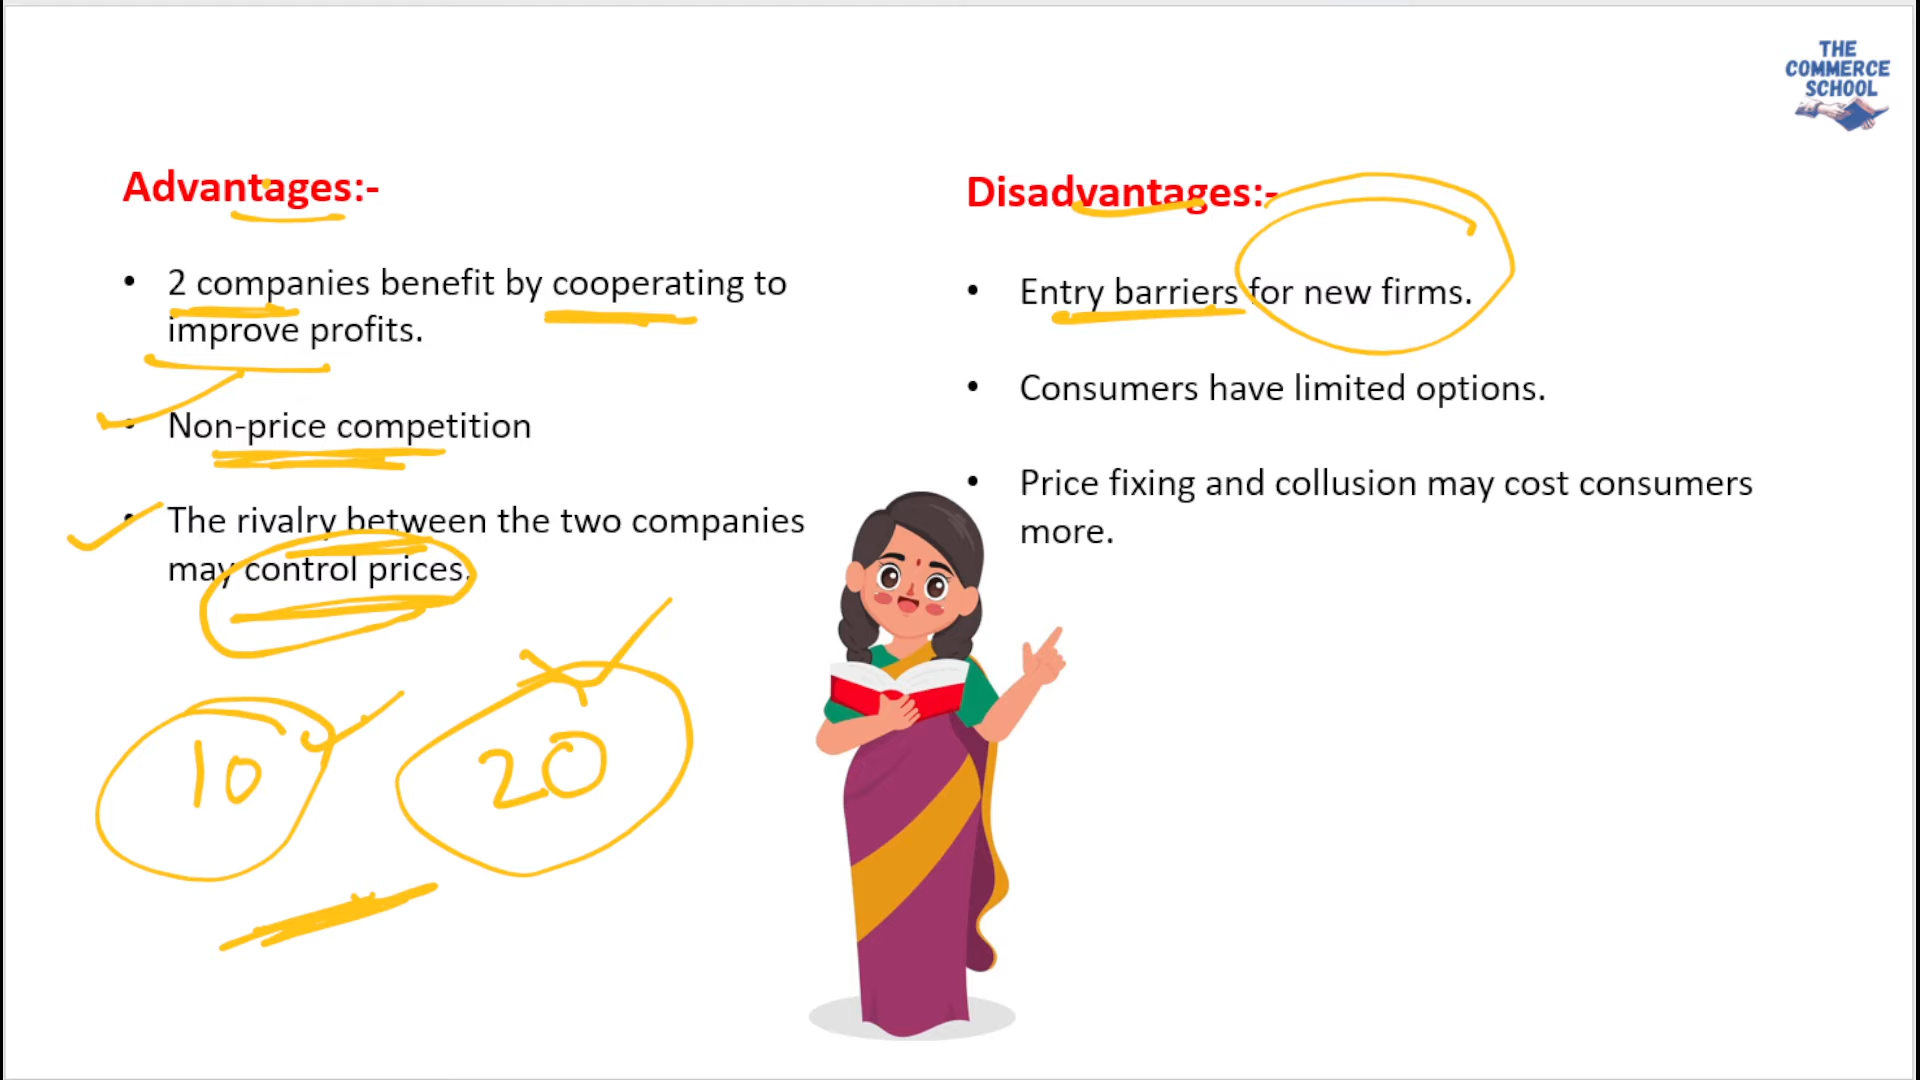 THE
COMMERCE
SCHOOL
Advantages:-
• 2 companies benefit by cooperating to
improve profits.
• Non-price competition
• The rivalry between the two companies
may control prices.
10
20
Disadvantages:-
• Entry barriers for new firms.
• Consumers have limited options.
• Price fixing and collusion may cost consumers
more.